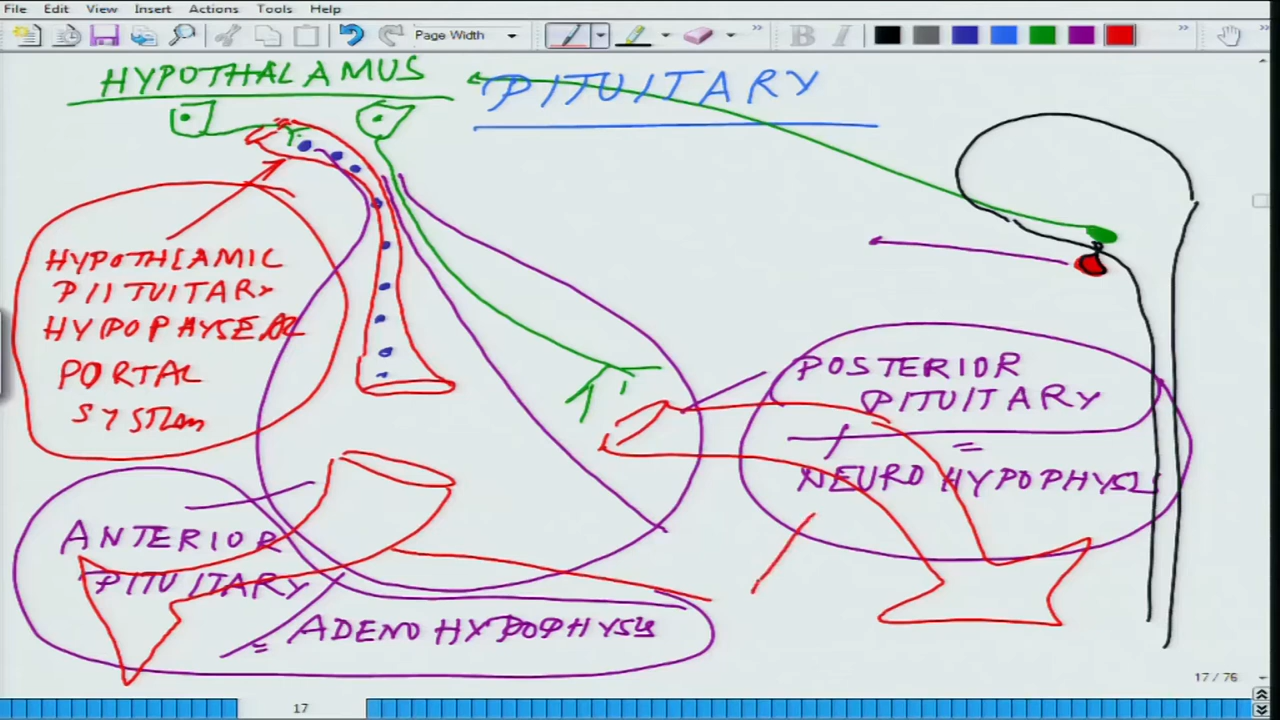 File Edit View Insert Actions Tools Help
Page Width
HYPOTHALAMUS
PITUITARY
HYPOTHLAMIC
PIITUITARY
HYPOPHYSEAL
PORTAL
SYSTEM
POSTERIOR
PITUITARY
=
NEURO HYPOPHYSIS
ANTERIOR
PITUITARY
= ADENO HYPOPHYSIS
17 / 76
17